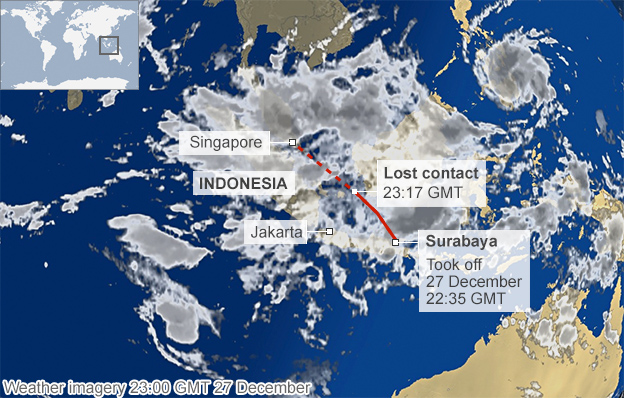 Singapore
INDONESIA
Lost contact
23:17 GMT
Jakarta
Surabaya
Took off
27 December
22:35 GMT
Weather imagery 23:00 GMT 27 December